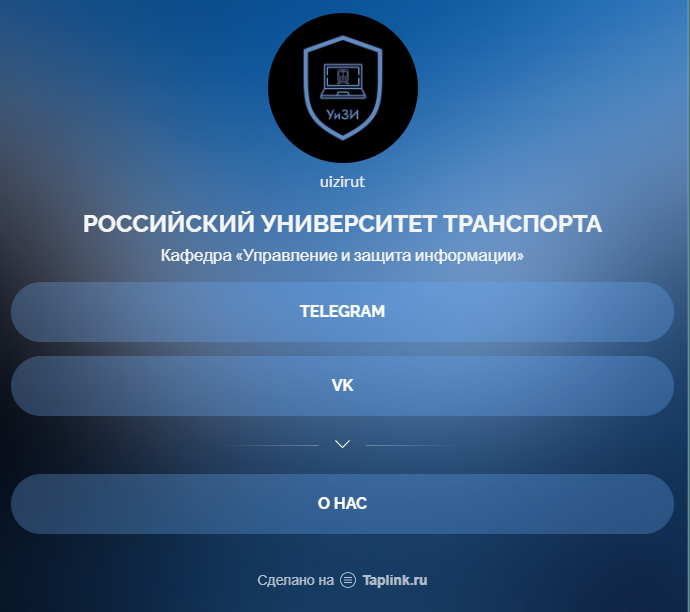 УиЗИ
uizirut
РОССИЙСКИЙ УНИВЕРСИТЕТ ТРАНСПОРТА
Кафедра «Управление и защита информации»
TELEGRAM
VK
О НАС
Сделано на Taplink.ru